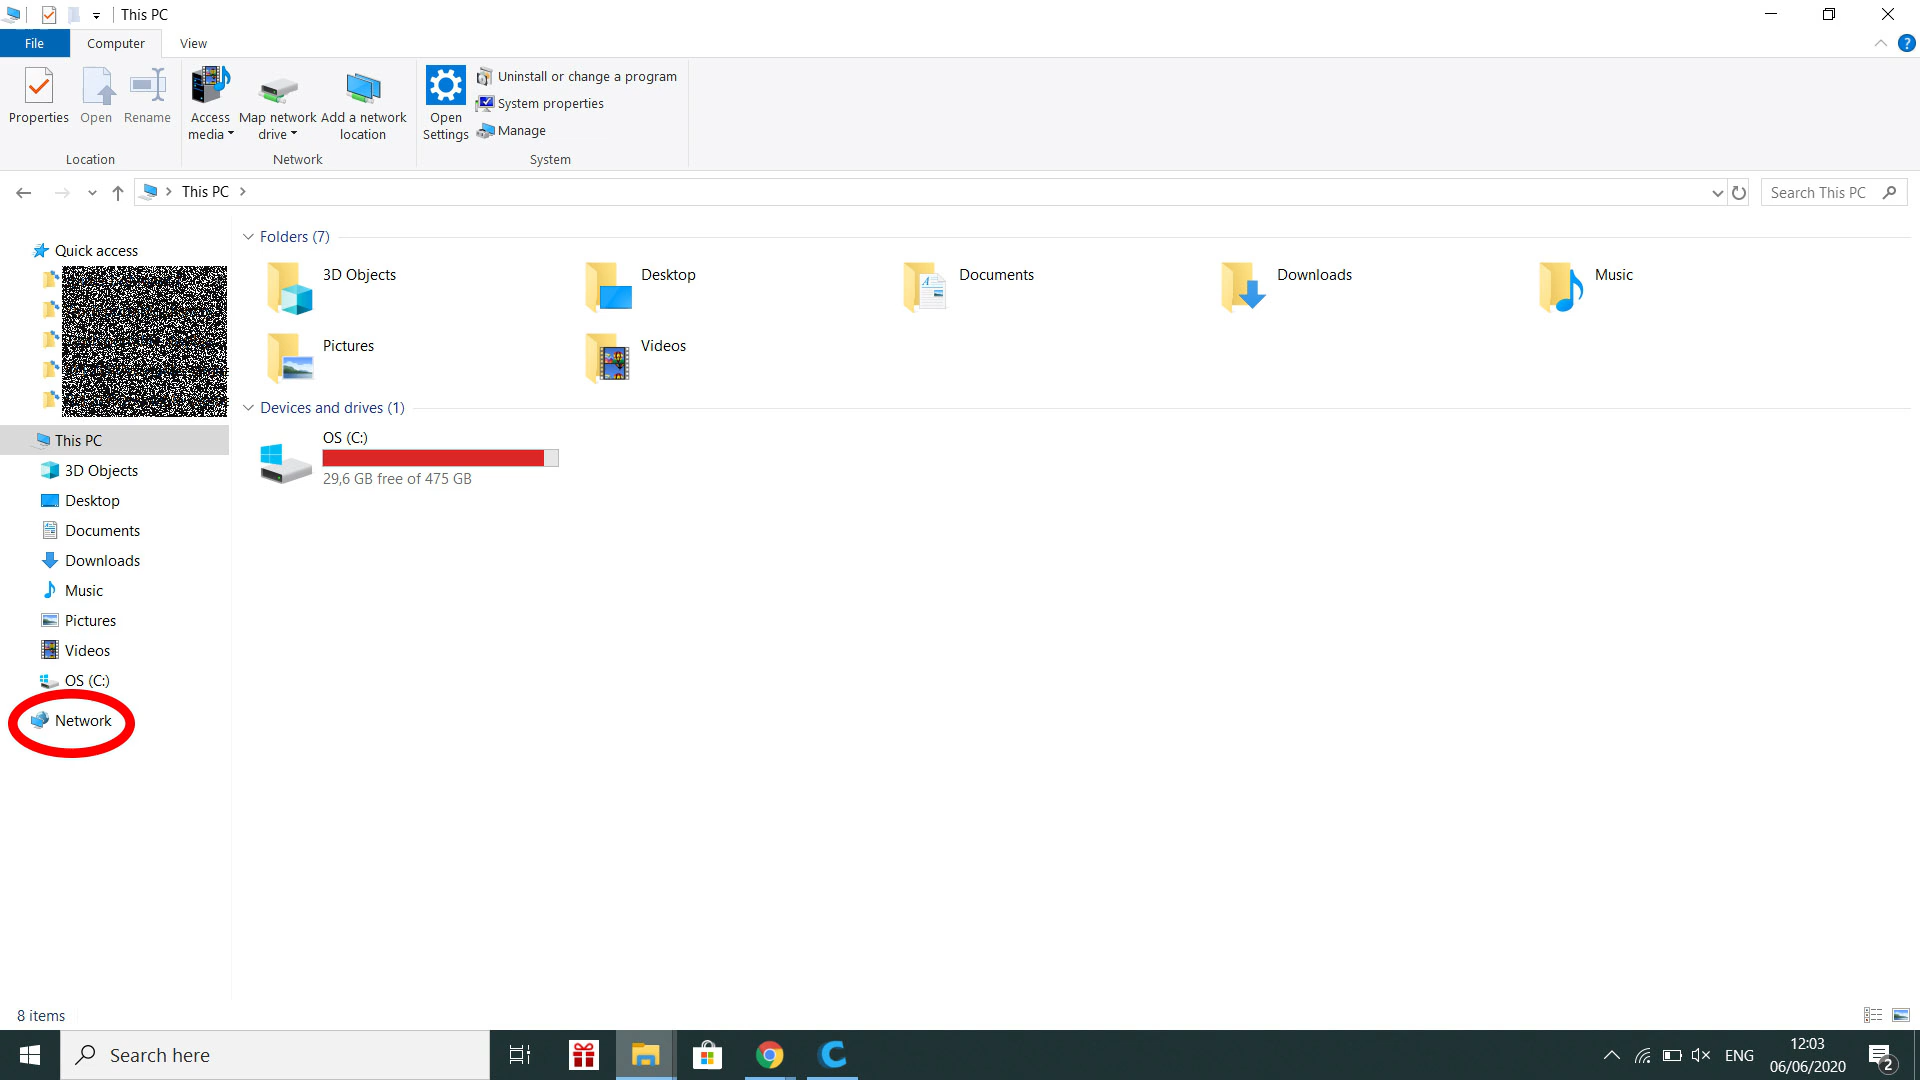 This PC
File Computer View
?
Properties Open Rename Access media Map network drive Add a network location Open Settings
Uninstall or change a program
System properties
Manage
Location Network System
This PC Search This PC
Quick access
This PC
3D Objects
Desktop
Documents
Downloads
Music
Pictures
Videos
OS (C:)
Network
Folders (7)
3D Objects Desktop Documents Downloads Music
Pictures Videos
Devices and drives (1)
OS (C:)
29,6 GB free of 475 GB
8 items
Search here
ENG
12:03
06/06/2020
2